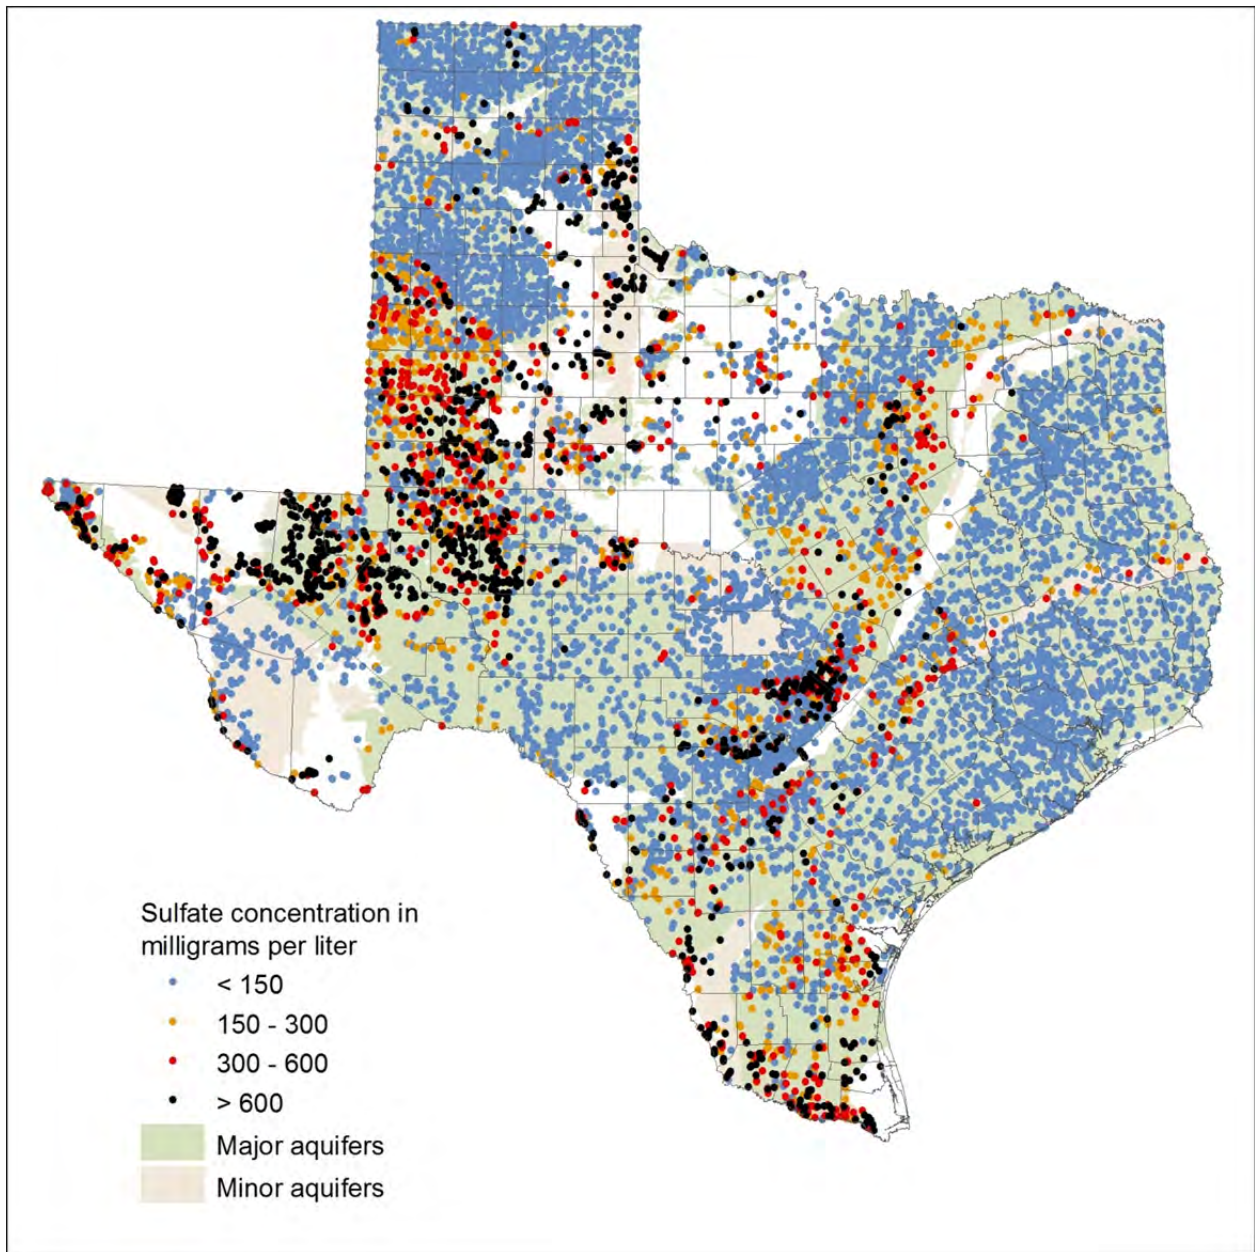 Sulfate concentration in
milligrams per liter
< 150
150 - 300
300 - 600
> 600
Major aquifers
Minor aquifers